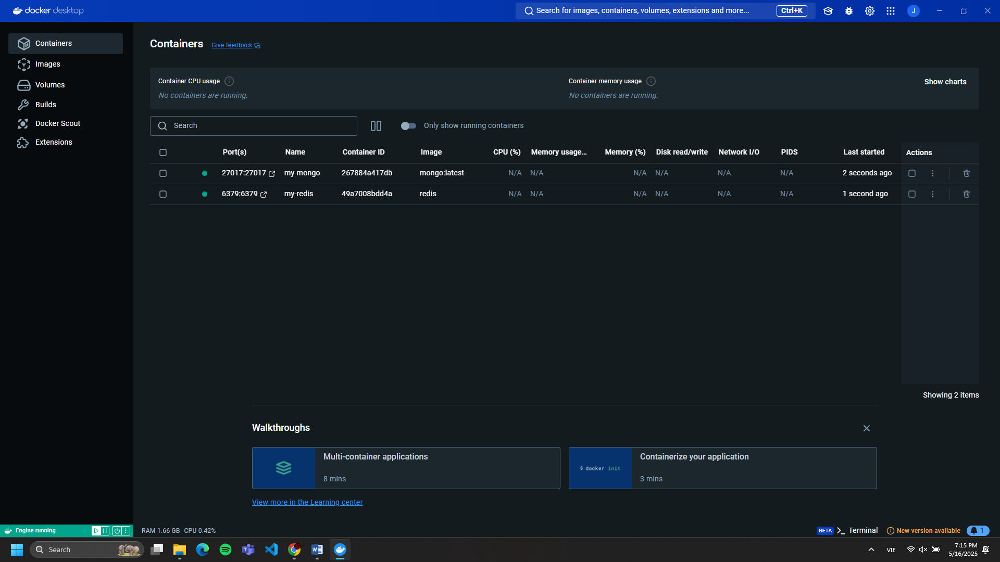 docker desktop
Search for images, containers, volumes, extensions and more... Ctrl+K
J
Containers
Images
Volumes
Builds
Docker Scout
Extensions
Containers Give feedback
Container CPU usage
No containers are running.
Container memory usage
No containers are running.
Show charts
Search
Only show running containers
Port(s) Name Container ID Image CPU (%) Memory usage... Memory (%) Disk read/write Network I/O PIDS Last started Actions
27017:27017 my-mongo 267884a417db mongo:latest N/A N/A N/A N/A N/A N/A 2 seconds ago
6379:6379 my-redis 49a7008bdd4a redis N/A N/A N/A N/A N/A N/A 1 second ago
Showing 2 items
Walkthroughs
Multi-container applications
8 mins
$ docker init
Containerize your application
3 mins
View more in the Learning center
Engine running
RAM 1.66 GB CPU 0.42%
BETA Terminal
New version available
1
Search
VIE
7:15 PM
5/16/2025